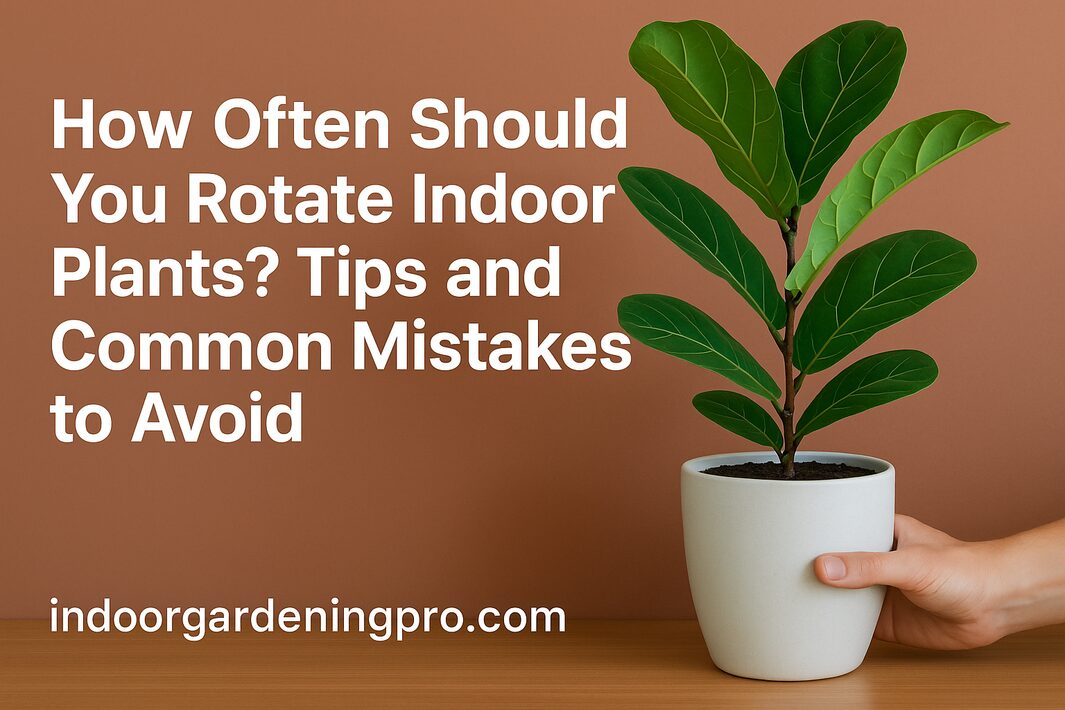 How Often Should
You Rotate Indoor
Plants? Tips and
Common Mistakes
to Avoid
indoorgardeningpro.com